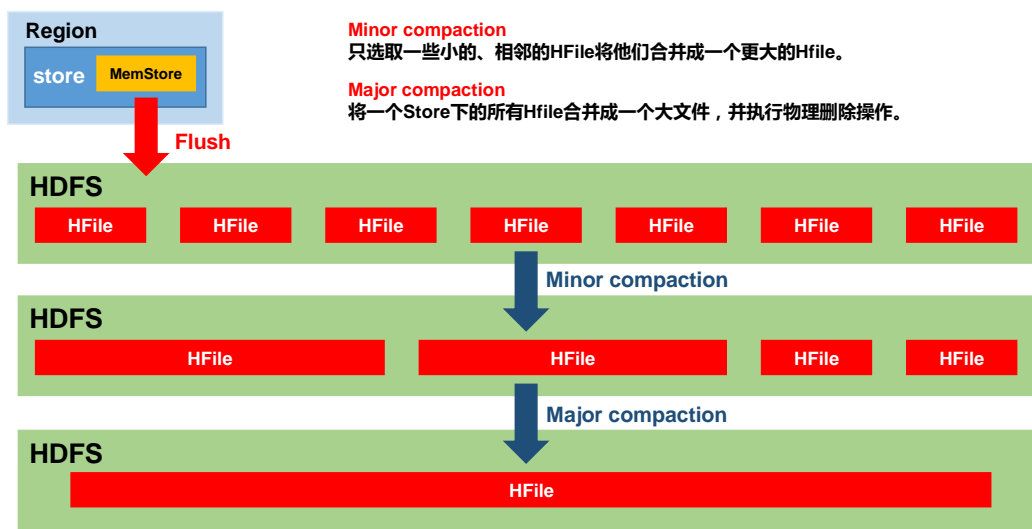 Region
store
MemStore
Flush
Minor compaction
只选取一些小的、相邻的HFile将他们合并成一个更大的Hfile。
Major compaction
将一个Store下的所有Hfile合并成一个大文件，并执行物理删除操作。
HDFS
HFile HFile HFile HFile HFile HFile HFile
Minor compaction
HDFS
HFile HFile HFile HFile
Major compaction
HDFS
HFile